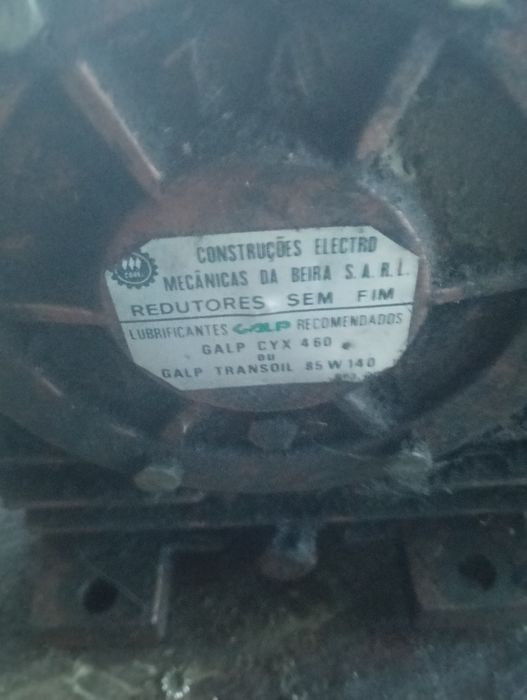 CONSTRUÇÕES ELECTRO
MECÂNICAS DA BEIRA S.A.R.L.
REDUTORES SEM FIM
LUBRIFICANTES GALP RECOMENDADOS
GALP CYX 460
OU
GALP TRANSOIL 85 W 140